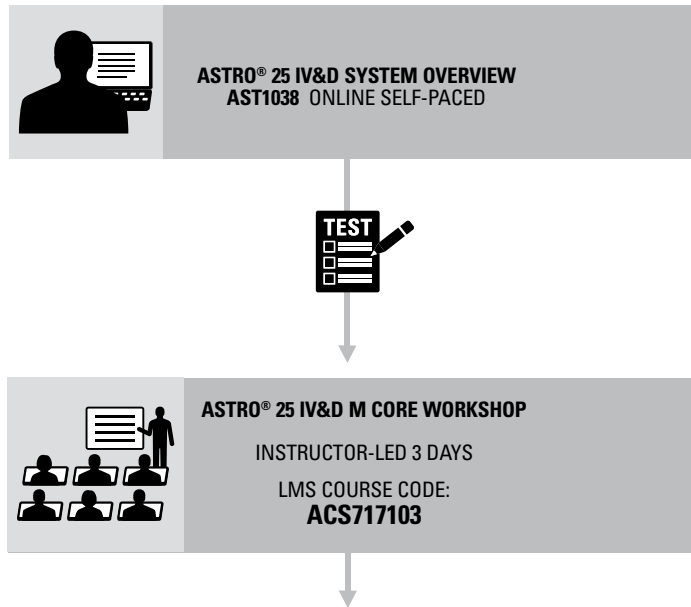 ASTRO® 25 IV&D SYSTEM OVERVIEW
AST1038 ONLINE SELF-PACED
TEST
ASTRO® 25 IV&D M CORE WORKSHOP
INSTRUCTOR-LED 3 DAYS
LMS COURSE CODE:
ACS717103